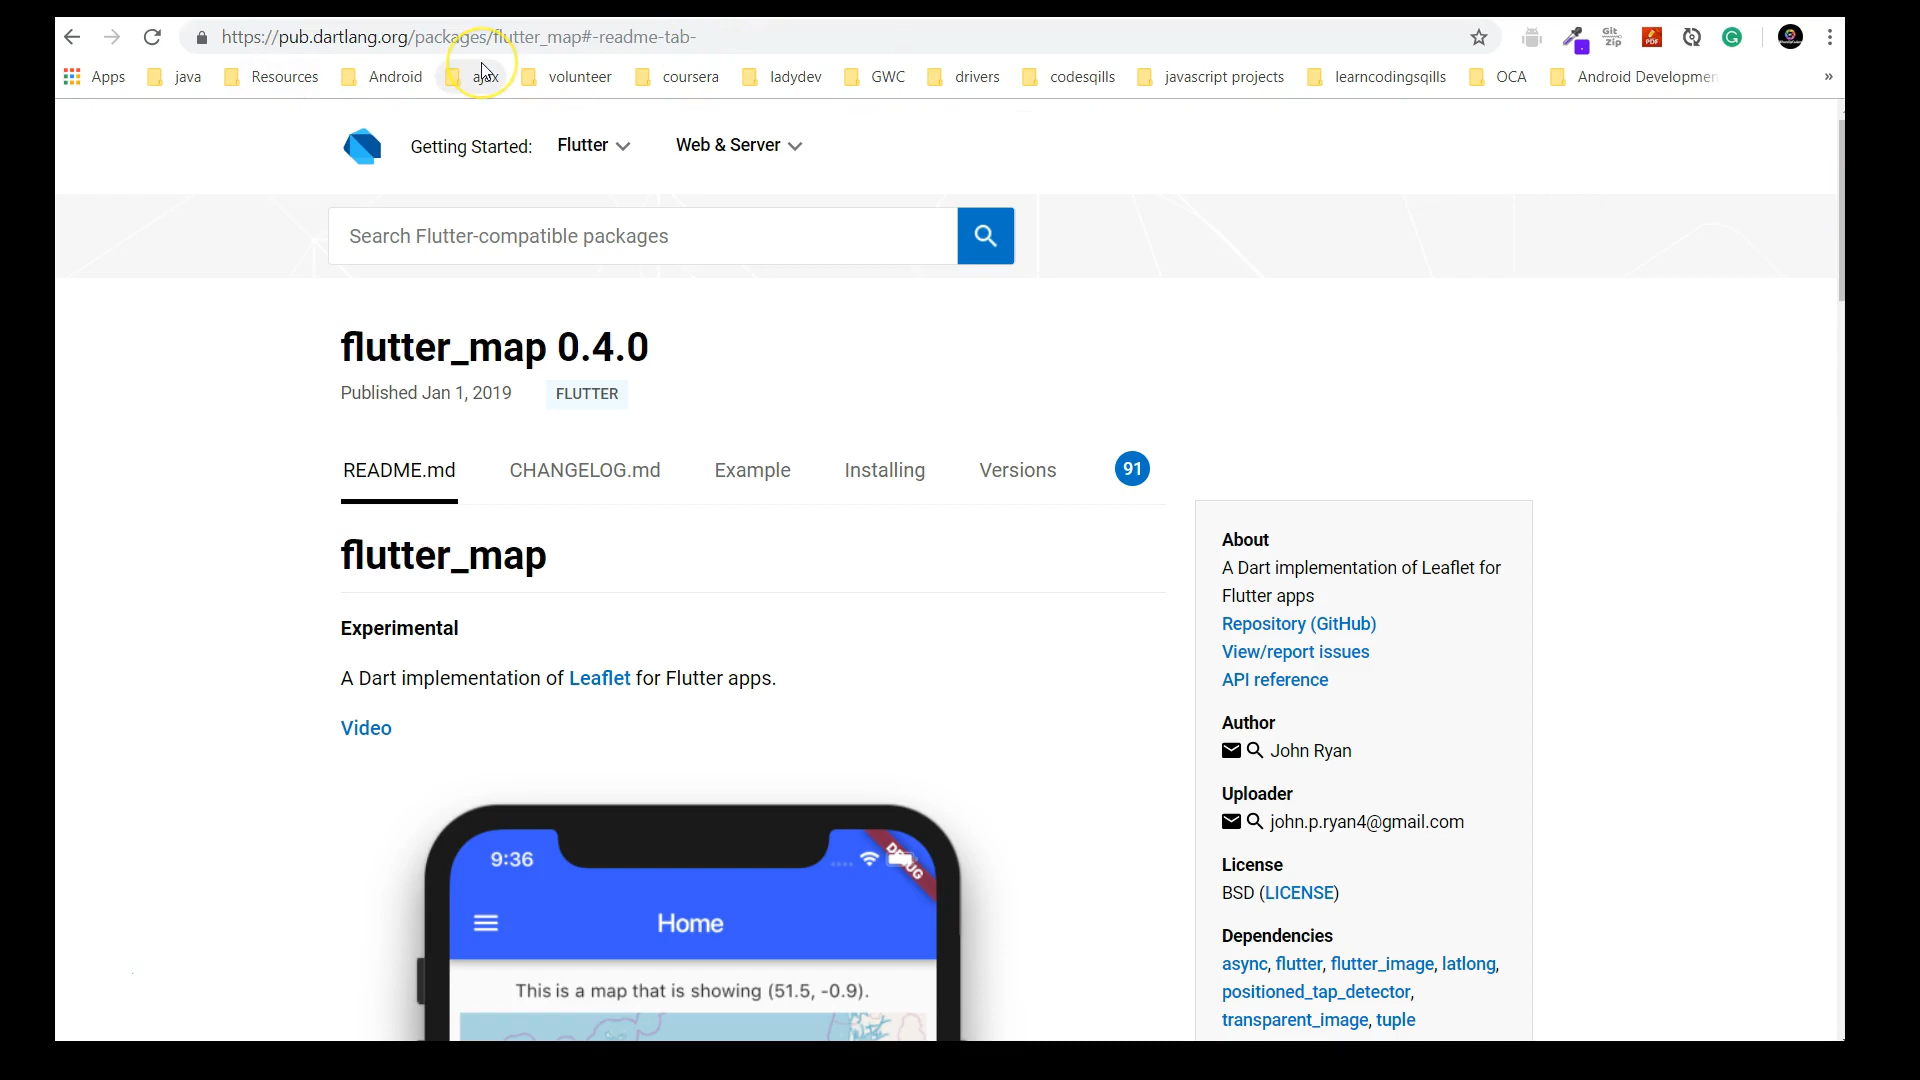 https://pub.dartlang.org/packages/flutter_map#-readme-tab-
Git Zip
PDF
Apps java Resources Android volunteer coursera ladydev GWC drivers codesqills javascript projects learncodingsqills OCA Android Developmen »
Getting Started: Flutter Web & Server
Search Flutter-compatible packages
flutter_map 0.4.0
Published Jan 1, 2019 FLUTTER
README.md CHANGELOG.md Example Installing Versions 91
flutter_map
Experimental
A Dart implementation of Leaflet for Flutter apps.
Video
9:36
DEBUG
Home
This is a map that is showing (51.5, -0.9).
About
A Dart implementation of Leaflet for
Flutter apps
Repository (GitHub)
View/report issues
API reference
Author
John Ryan
Uploader
john.p.ryan4@gmail.com
License
BSD (LICENSE)
Dependencies
async, flutter, flutter_image, latlong,
positioned_tap_detector,
transparent_image, tuple